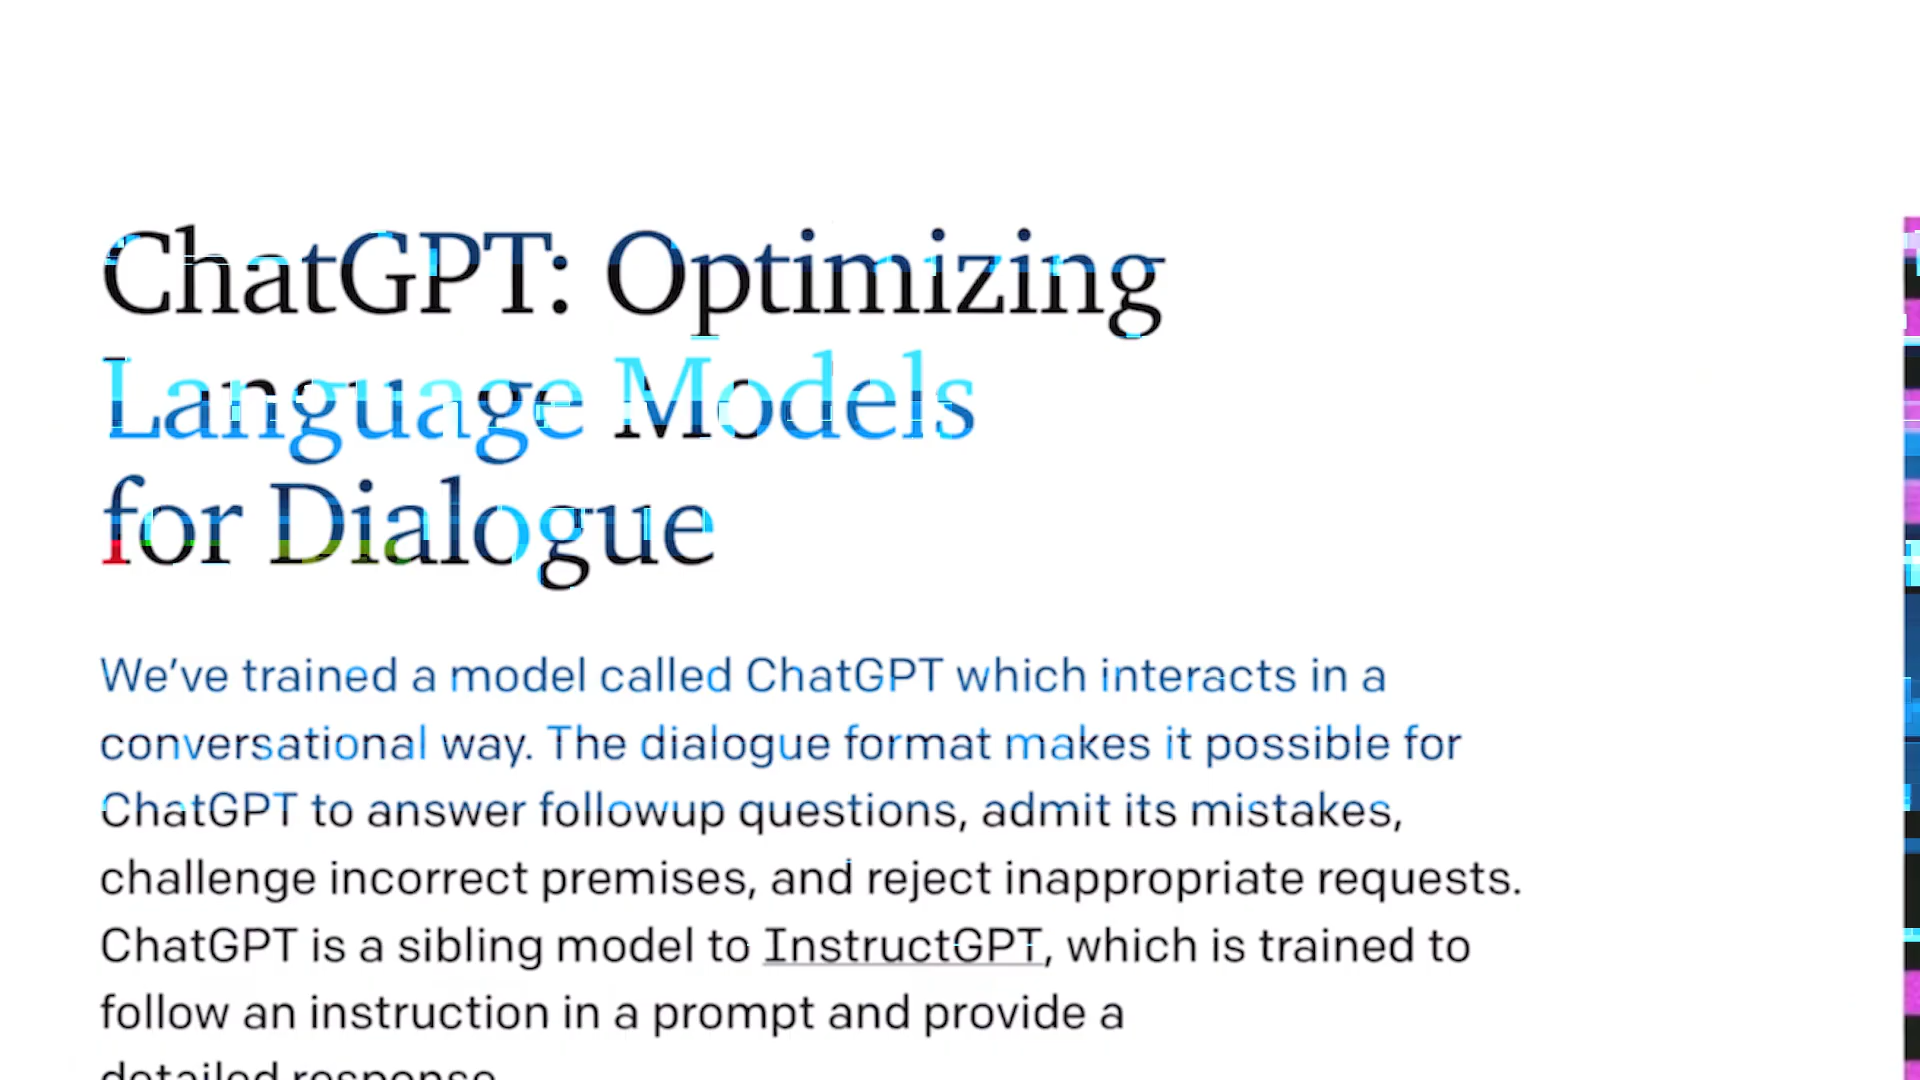 ChatGPT: Optimizing
Language Models
for Dialogue
We’ve trained a model called ChatGPT which interacts in a
conversational way. The dialogue format makes it possible for
ChatGPT to answer followup questions, admit its mistakes,
challenge incorrect premises, and reject inappropriate requests.
ChatGPT is a sibling model to InstructGPT, which is trained to
follow an instruction in a prompt and provide a
detailed response.